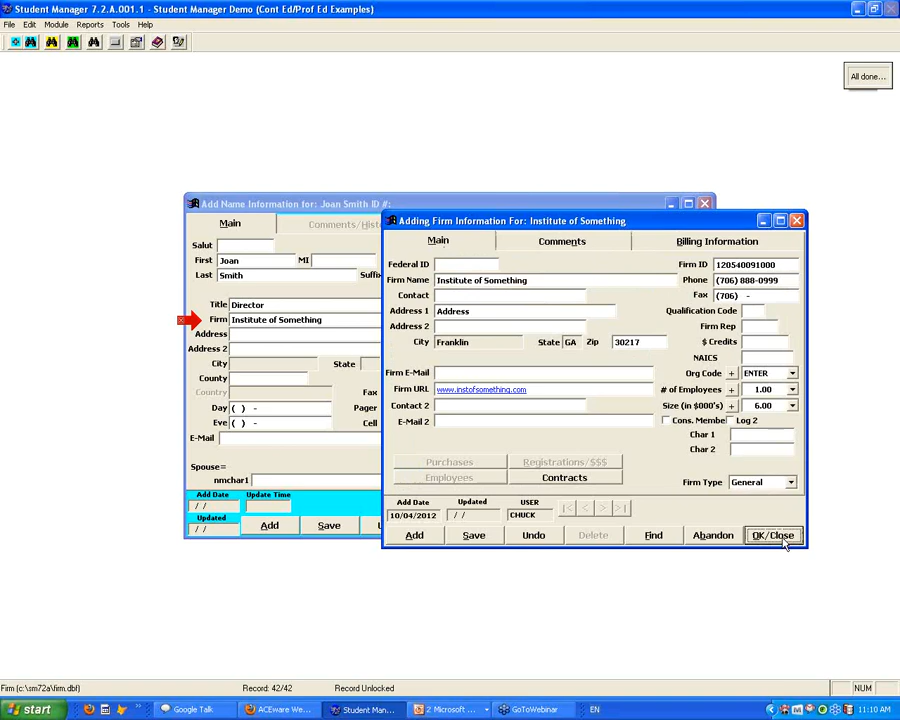 Student Manager 7.2.A.001.1 - Student Manager Demo (Cont Ed/Prof Ed Examples)
File Edit Module Reports Tools Help
All done...
Add Name Information for: Joan Smith ID #:
Main Comments/Hist
Salut
First Joan MI
Last Smith Suffix
Title Director
Firm Institute of Something
Address
Address 2
City State
County
Country Fax
Day ( ) - Pager
Eve ( ) - Cell
E-Mail
Spouse=
nmchar1
Add Date Update Time
/ /
Updated
/ /
Add Save U
Adding Firm Information For: Institute of Something
Main Comments Billing Information
Federal ID Firm ID 120540091000
Firm Name Institute of Something Phone (706) 888-0999
Contact Fax (706) -
Address 1 Address Qualification Code
Address 2 Firm Rep
City Franklin State GA Zip 30217 $ Credits
NAICS
Firm E-Mail Org Code + ENTER
Firm URL www.instofsomething.com # of Employees + 1.00
Contact 2 Size (in $000's) + 6.00
E-Mail 2 Cons. Membe Log 2
Char 1
Char 2
Purchases Registrations/$$$
Employees Contracts Firm Type General
Add Date Updated USER
10/04/2012 / / CHUCK |< < > >|
Add Save Undo Delete Find Abandon OK/Close
Firm (c:\sm72a\firm.dbf) Record: 42/42 Record Unlocked NUM
start Google Talk ACEware We... Student Man... 2 Microsoft ... GoToWebinar EN 11:10 AM